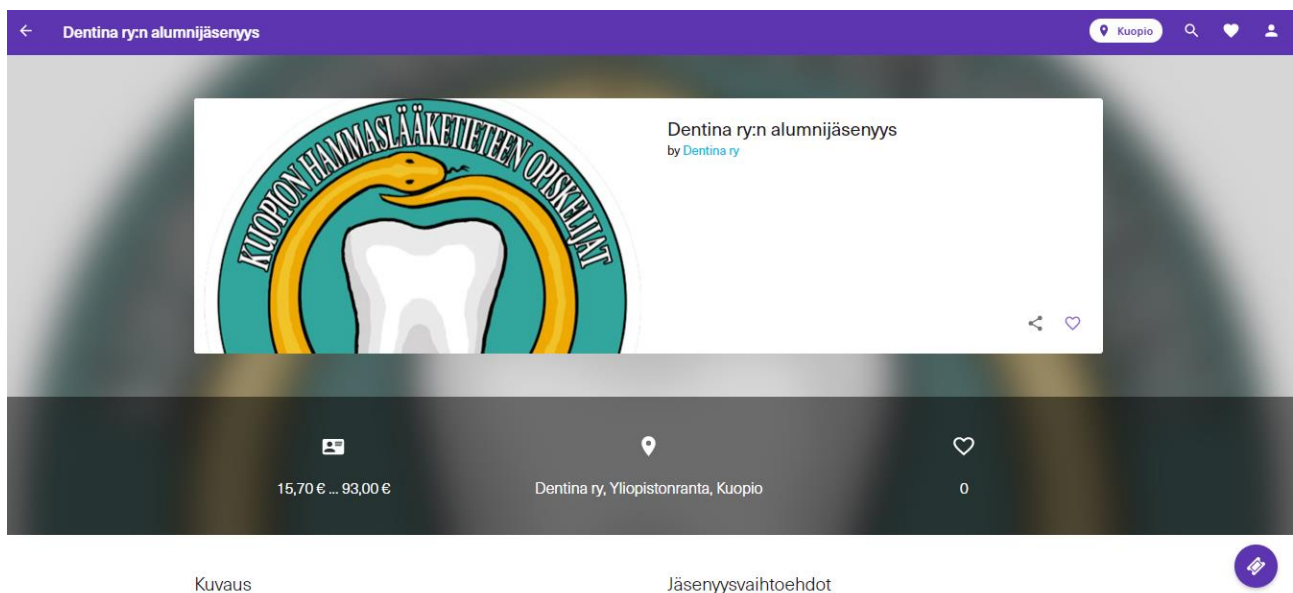 Dentina ry:n alumnijäsenyys
Kuopio
KUOPION HAMMASLÄÄKETIETEEN OPISKELIJAT
Dentina ry:n alumnijäsenyys
by Dentina ry
15,70 € ... 93,00 €
Dentina ry, Yliopistonranta, Kuopio
0
Kuvaus
Jäsenyysvaihtoehdot